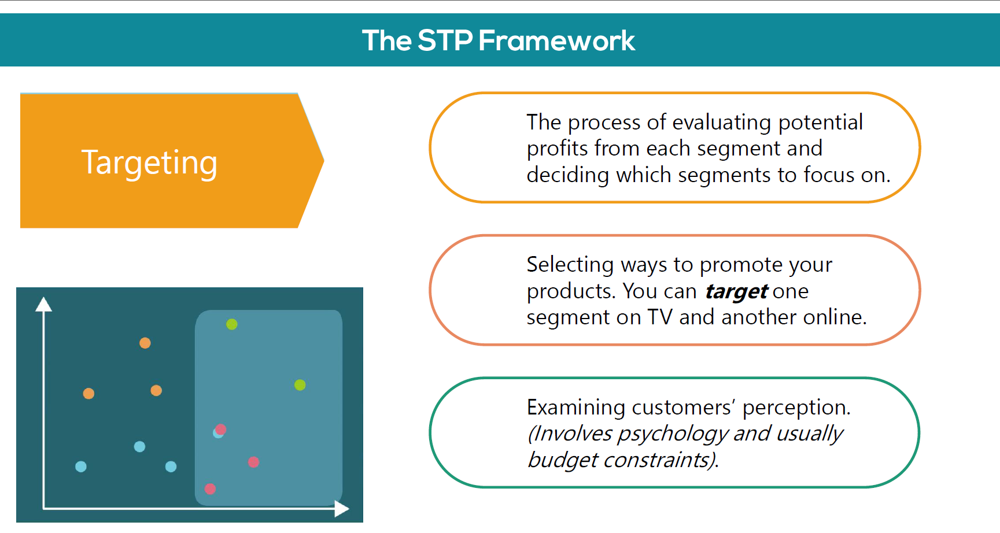 The STP Framework
Targeting
The process of evaluating potential
profits from each segment and
deciding which segments to focus on.
Selecting ways to promote your
products. You can target one
segment on TV and another online.
Examining customers’ perception.
(Involves psychology and usually
budget constraints).